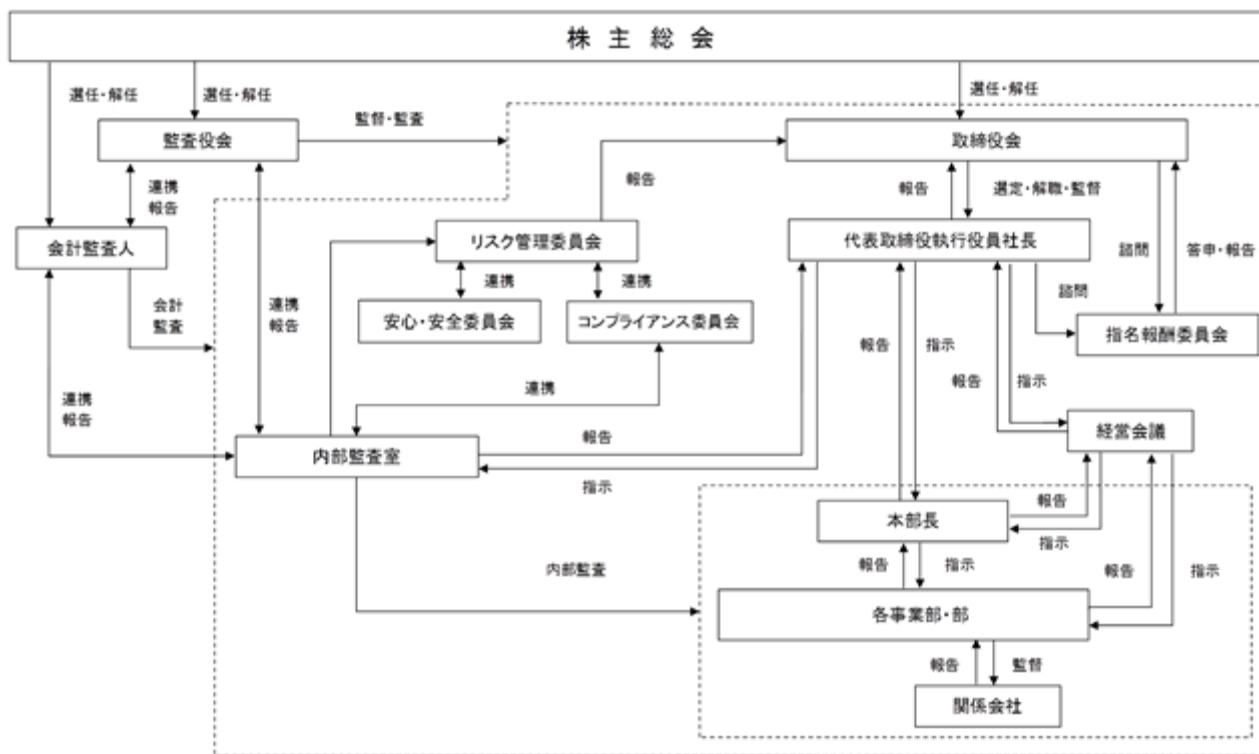 株主総会
選任・解任
選任・解任
選任・解任
監督・監査
監査役会
取締役会
連携
報告
報告
報告
選定・解職・監督
会計監査人
リスク管理委員会
代表取締役執行役員社長
諮問
答申・報告
連携
連携
諮問
会計
監査
連携
報告
安心・安全委員会
コンプライアンス委員会
指名報酬委員会
報告
指示
報告
指示
連携
連携
報告
経営会議
内部監査室
報告
指示
本部長
報告
指示
内部監査
報告
指示
報告
指示
各事業部・部
報告
監督
関係会社